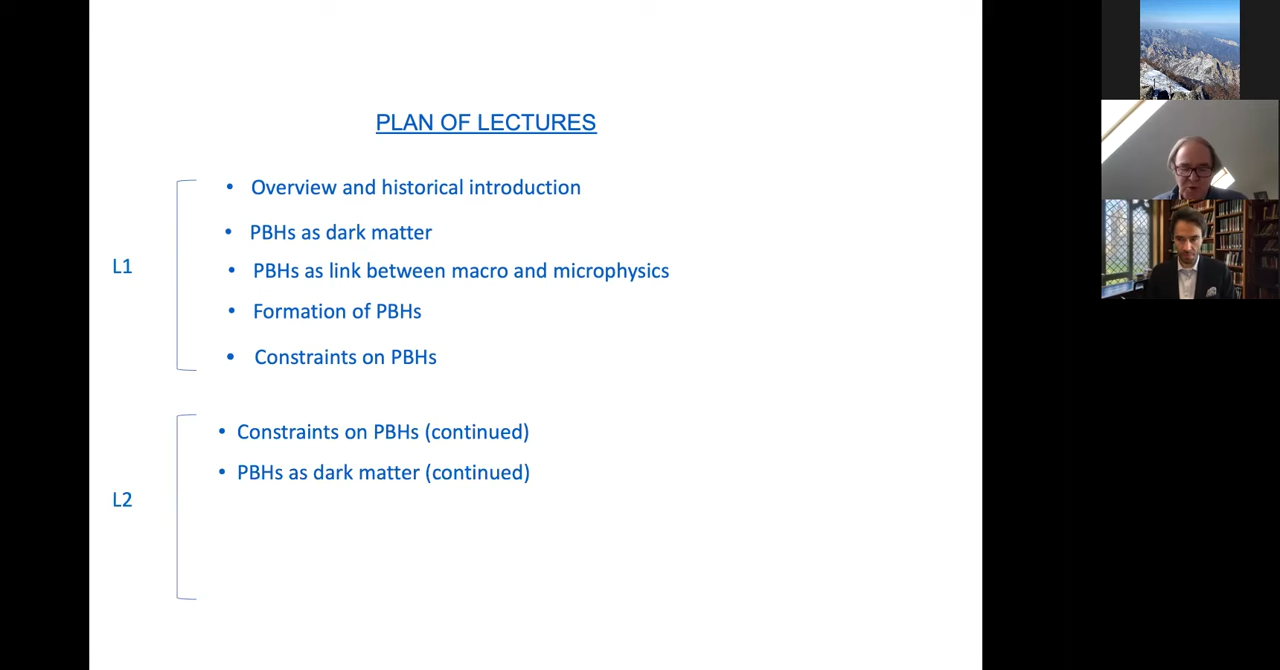 PLAN OF LECTURES
L1
• Overview and historical introduction
• PBHs as dark matter
• PBHs as link between macro and microphysics
• Formation of PBHs
• Constraints on PBHs
L2
• Constraints on PBHs (continued)
• PBHs as dark matter (continued)